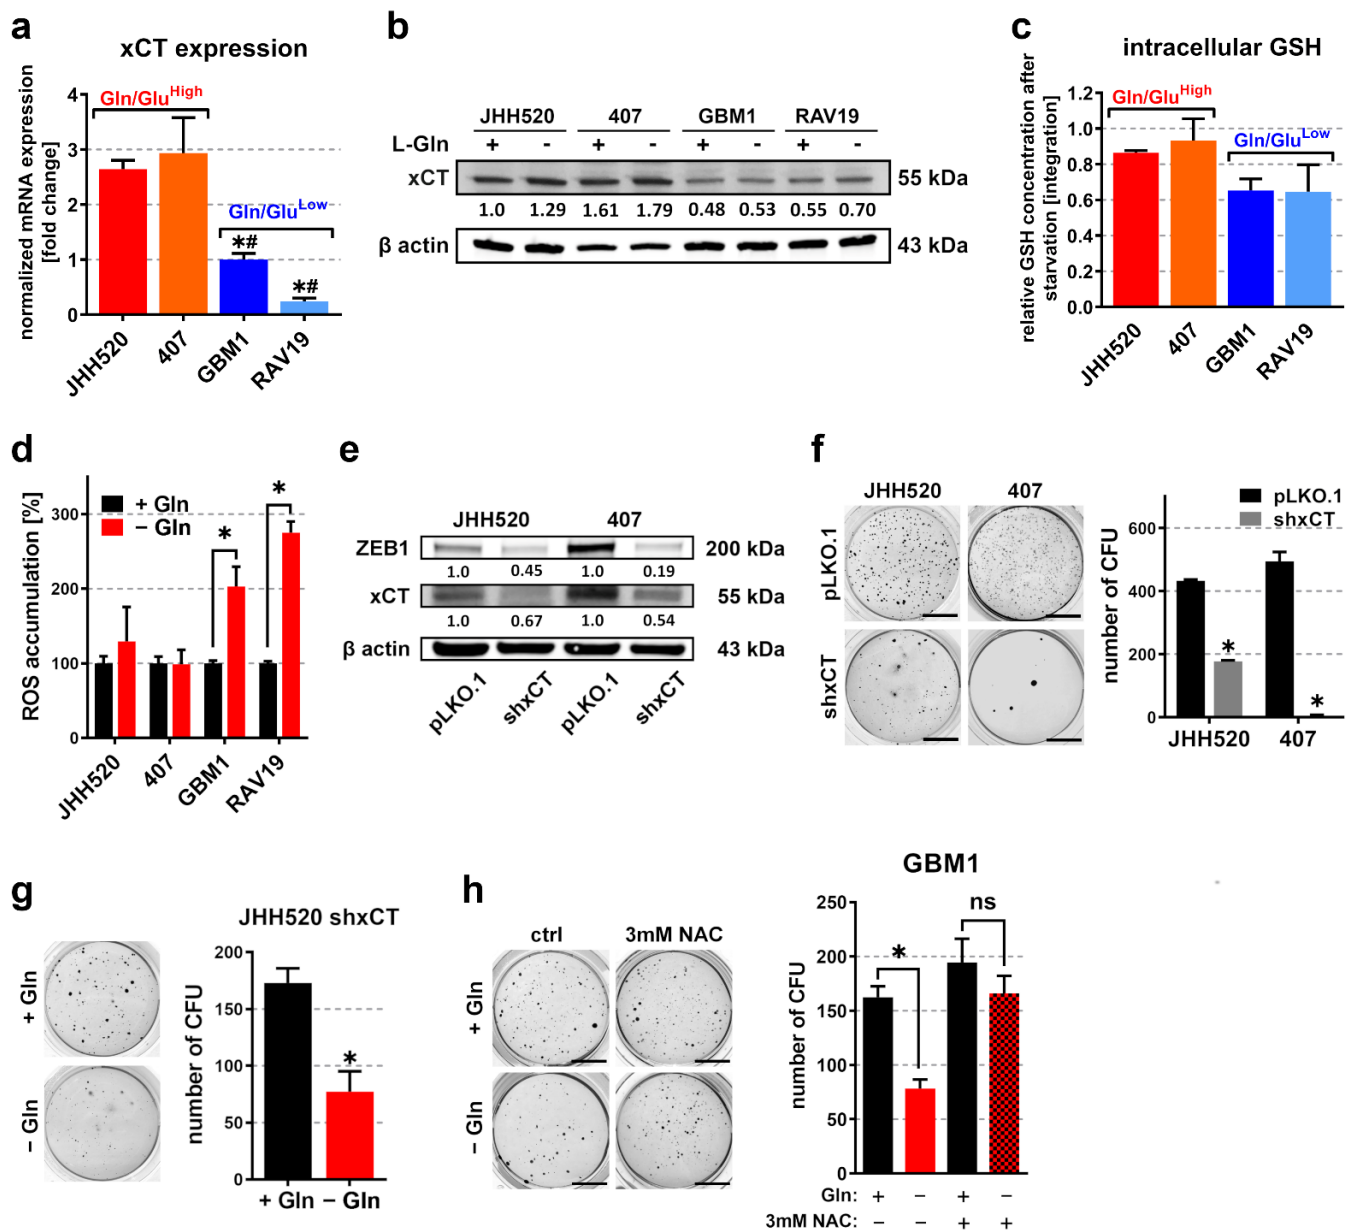 a
xCT expression
normalized mRNA expression
[fold change]
4
3
2
1
0
Gln/Glu^High
Gln/Glu^Low
*#
*#
JHH520
407
GBM1
RAV19
b
JHH520 407 GBM1 RAV19
L-Gln + - + - + - + -
xCT 55 kDa
1.0 1.29 1.61 1.79 0.48 0.53 0.55 0.70
β actin 43 kDa
c
intracellular GSH
relative GSH concentration after
starvation [integration]
1.2
1.0
0.8
0.6
0.4
0.2
0.0
Gln/Glu^High
Gln/Glu^Low
JHH520
407
GBM1
RAV19
d
ROS accumulation [%]
300
200
100
0
+ Gln
− Gln
*
*
JHH520
407
GBM1
RAV19
e
JHH520 407
ZEB1 200 kDa
1.0 0.45 1.0 0.19
xCT 55 kDa
1.0 0.67 1.0 0.54
β actin 43 kDa
pLKO.1 shxCT pLKO.1 shxCT
f
JHH520 407
pLKO.1
shxCT
number of CFU
600
400
200
0
pLKO.1
shxCT
*
*
JHH520 407
g
+ Gln
− Gln
JHH520 shxCT
number of CFU
200
150
100
50
0
*
+ Gln − Gln
h
ctrl 3mM NAC
+ Gln
− Gln
GBM1
number of CFU
250
200
150
100
50
0
*
ns
Gln: + − + −
3mM NAC: − − + +